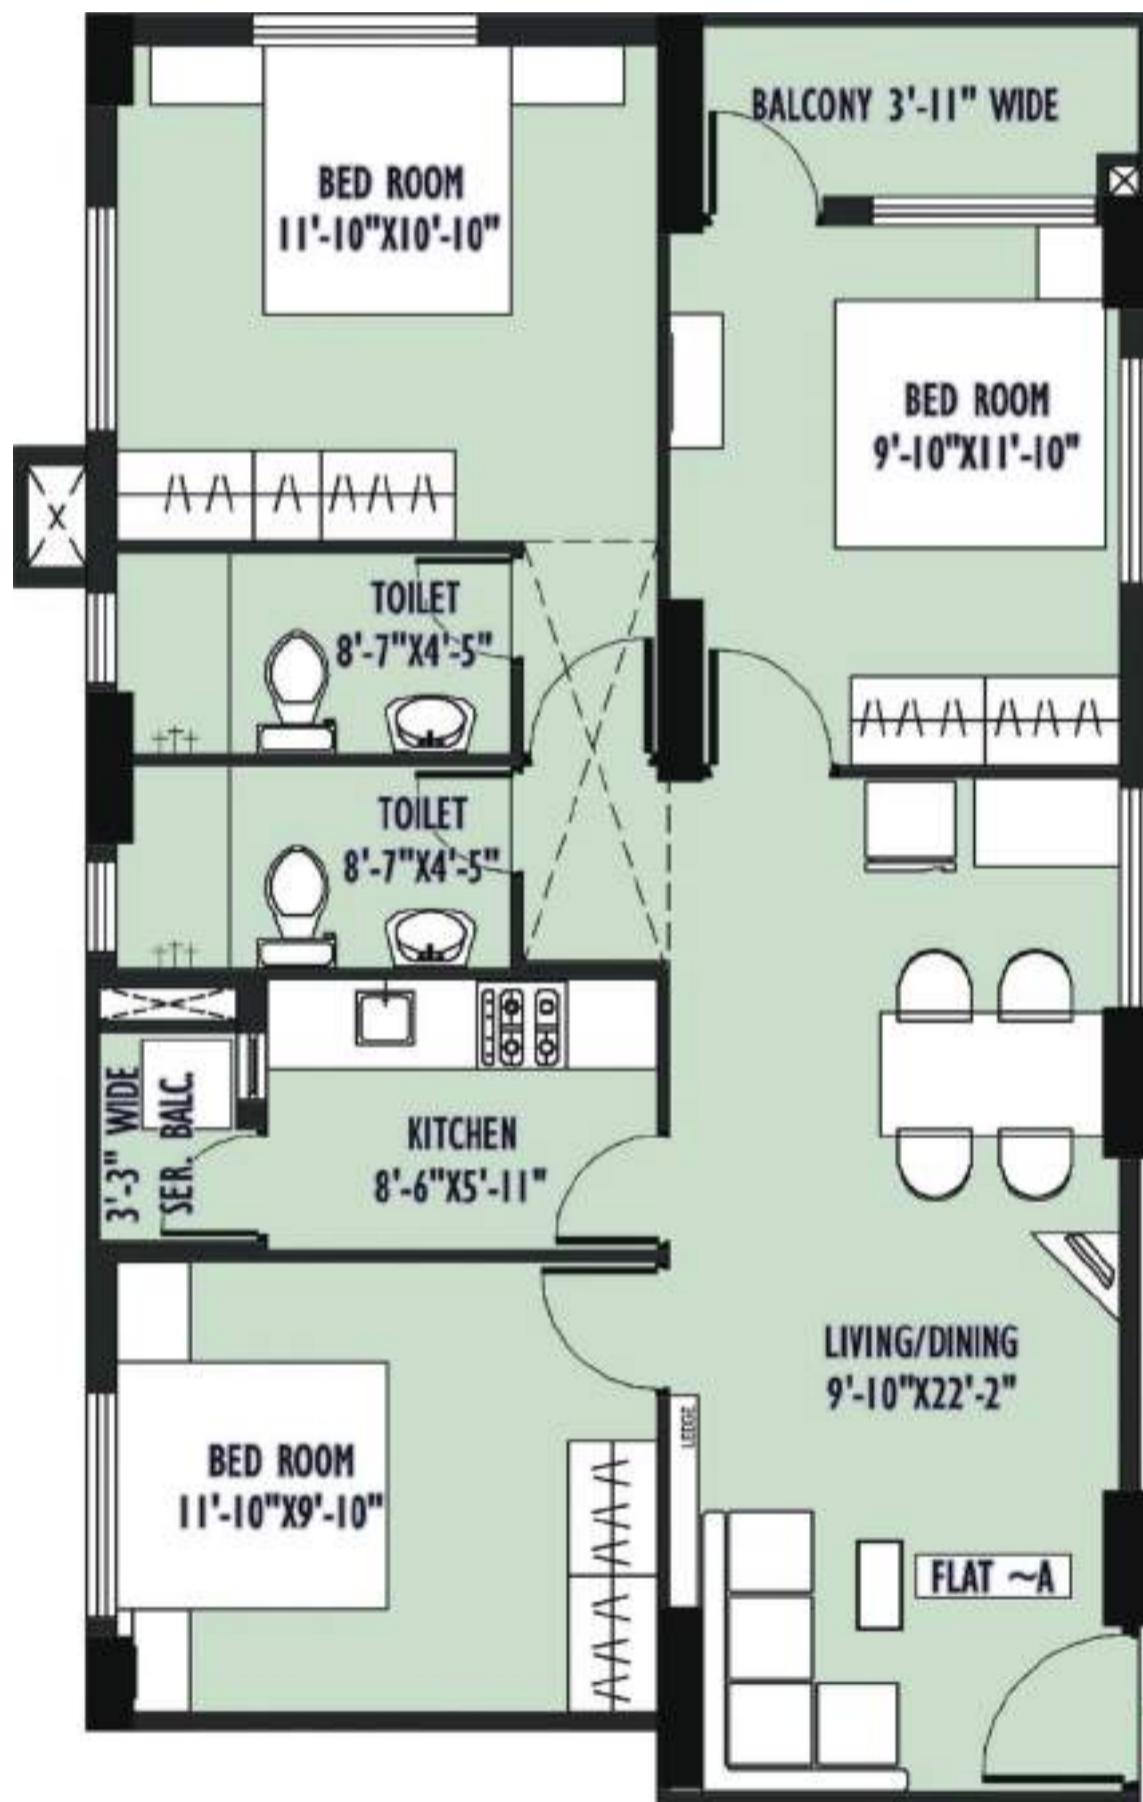 BALCONY 3'-11" WIDE
BED ROOM
11'-10"X10'-10"
BED ROOM
9'-10"X11'-10"
X
TOILET
8'-7"X4'-5"
TOILET
8'-7"X4'-5"
3'-3" WIDE
SER. BALC.
KITCHEN
8'-6"X5'-11"
LIVING/DINING
9'-10"X22'-2"
LEDGE
BED ROOM
11'-10"X9'-10"
FLAT ~A